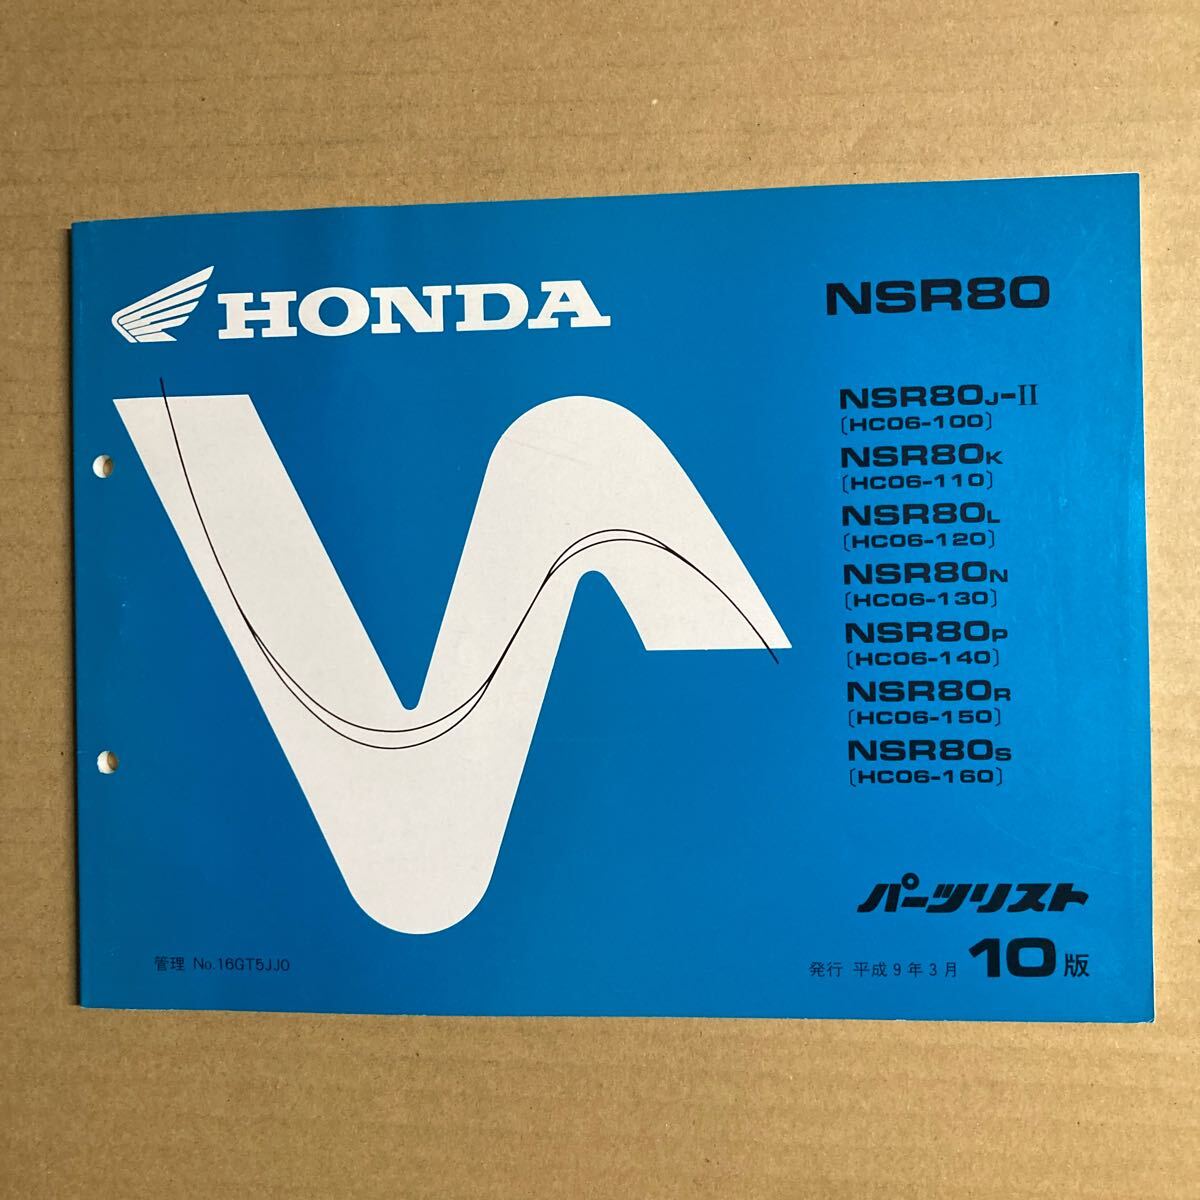 HONDA
NSR80
NSR80J-II
〔HC06-100〕
NSR80K
〔HC06-110〕
NSR80L
〔HC06-120〕
NSR80N
〔HC06-130〕
NSR80P
〔HC06-140〕
NSR80R
〔HC06-150〕
NSR80S
〔HC06-160〕
パーツリスト
管理 No.16GT5JJ0
発行 平成9年3月 10版